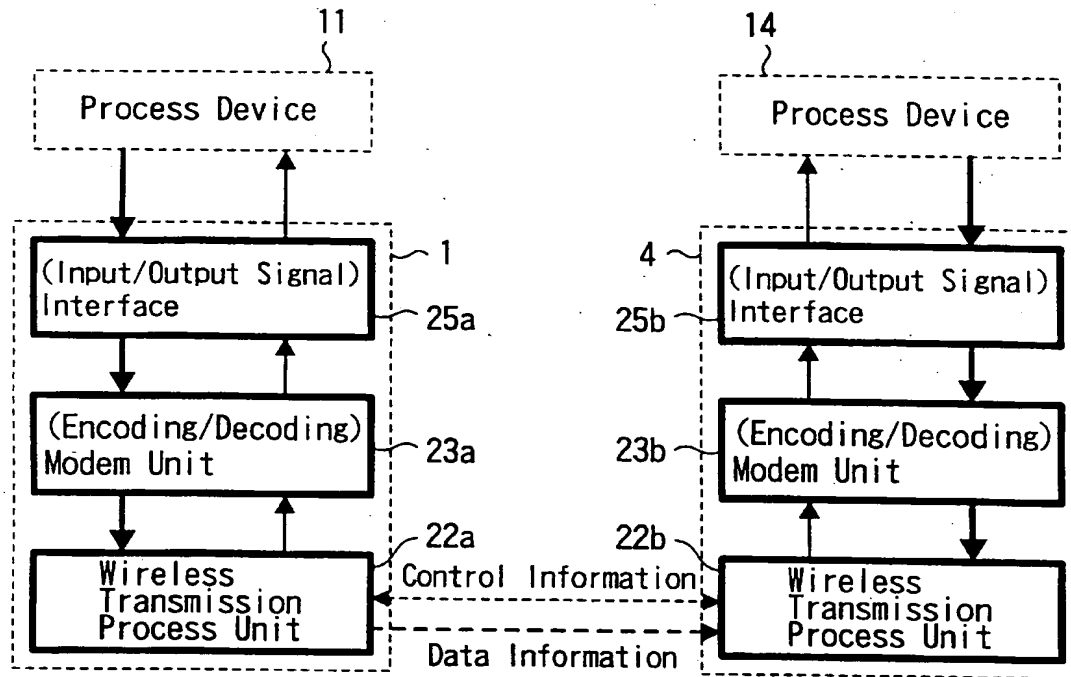 11
Process Device
1
(Input/Output Signal)
Interface
25a
(Encoding/Decoding)
Modem Unit
23a
22a
Wireless
Transmission
Process Unit
Control Information
Data Information
14
Process Device
4
(Input/Output Signal)
Interface
25b
(Encoding/Decoding)
Modem Unit
23b
22b
Wireless
Transmission
Process Unit